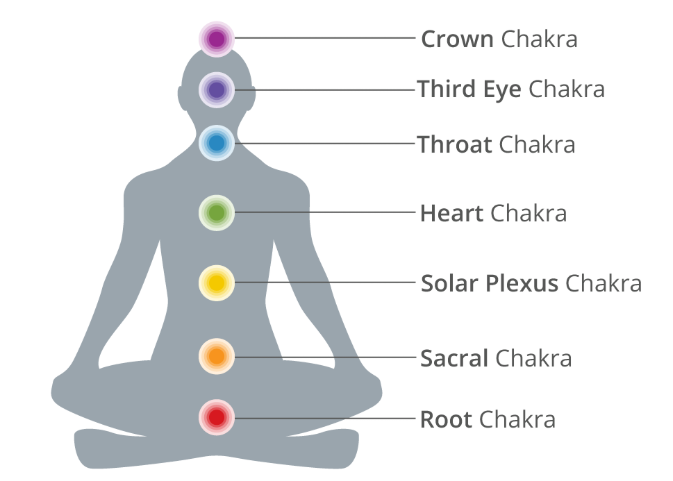 Crown Chakra
Third Eye Chakra
Throat Chakra
Heart Chakra
Solar Plexus Chakra
Sacral Chakra
Root Chakra